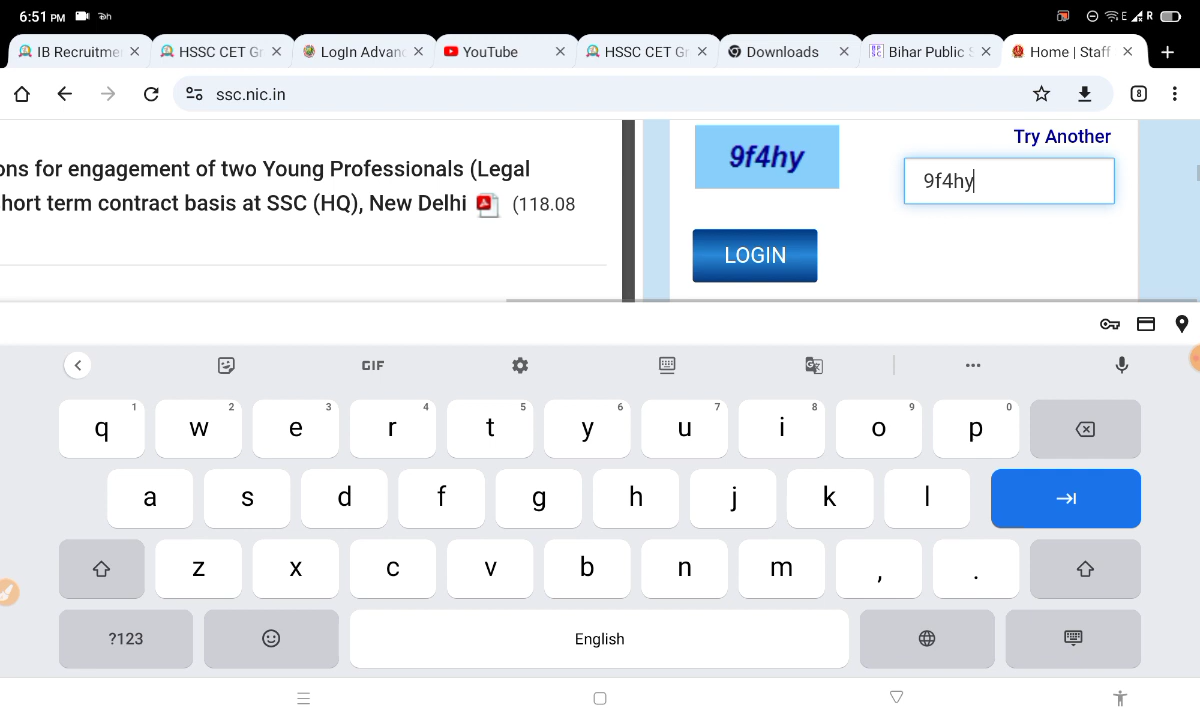 6:51 PM
E R
IB Recruitme HSSC CET Gr LogIn Advanc YouTube HSSC CET Gr Downloads Bihar Public S Home | Staff
ssc.nic.in 8
ons for engagement of two Young Professionals (Legal
hort term contract basis at SSC (HQ), New Delhi (118.08
9f4hy
Try Another
9f4hy
LOGIN
GIF
q 1 w 2 e 3 r 4 t 5 y 6 u 7 i 8 o 9 p 0
a s d f g h j k l
z x c v b n m , .
?123 English